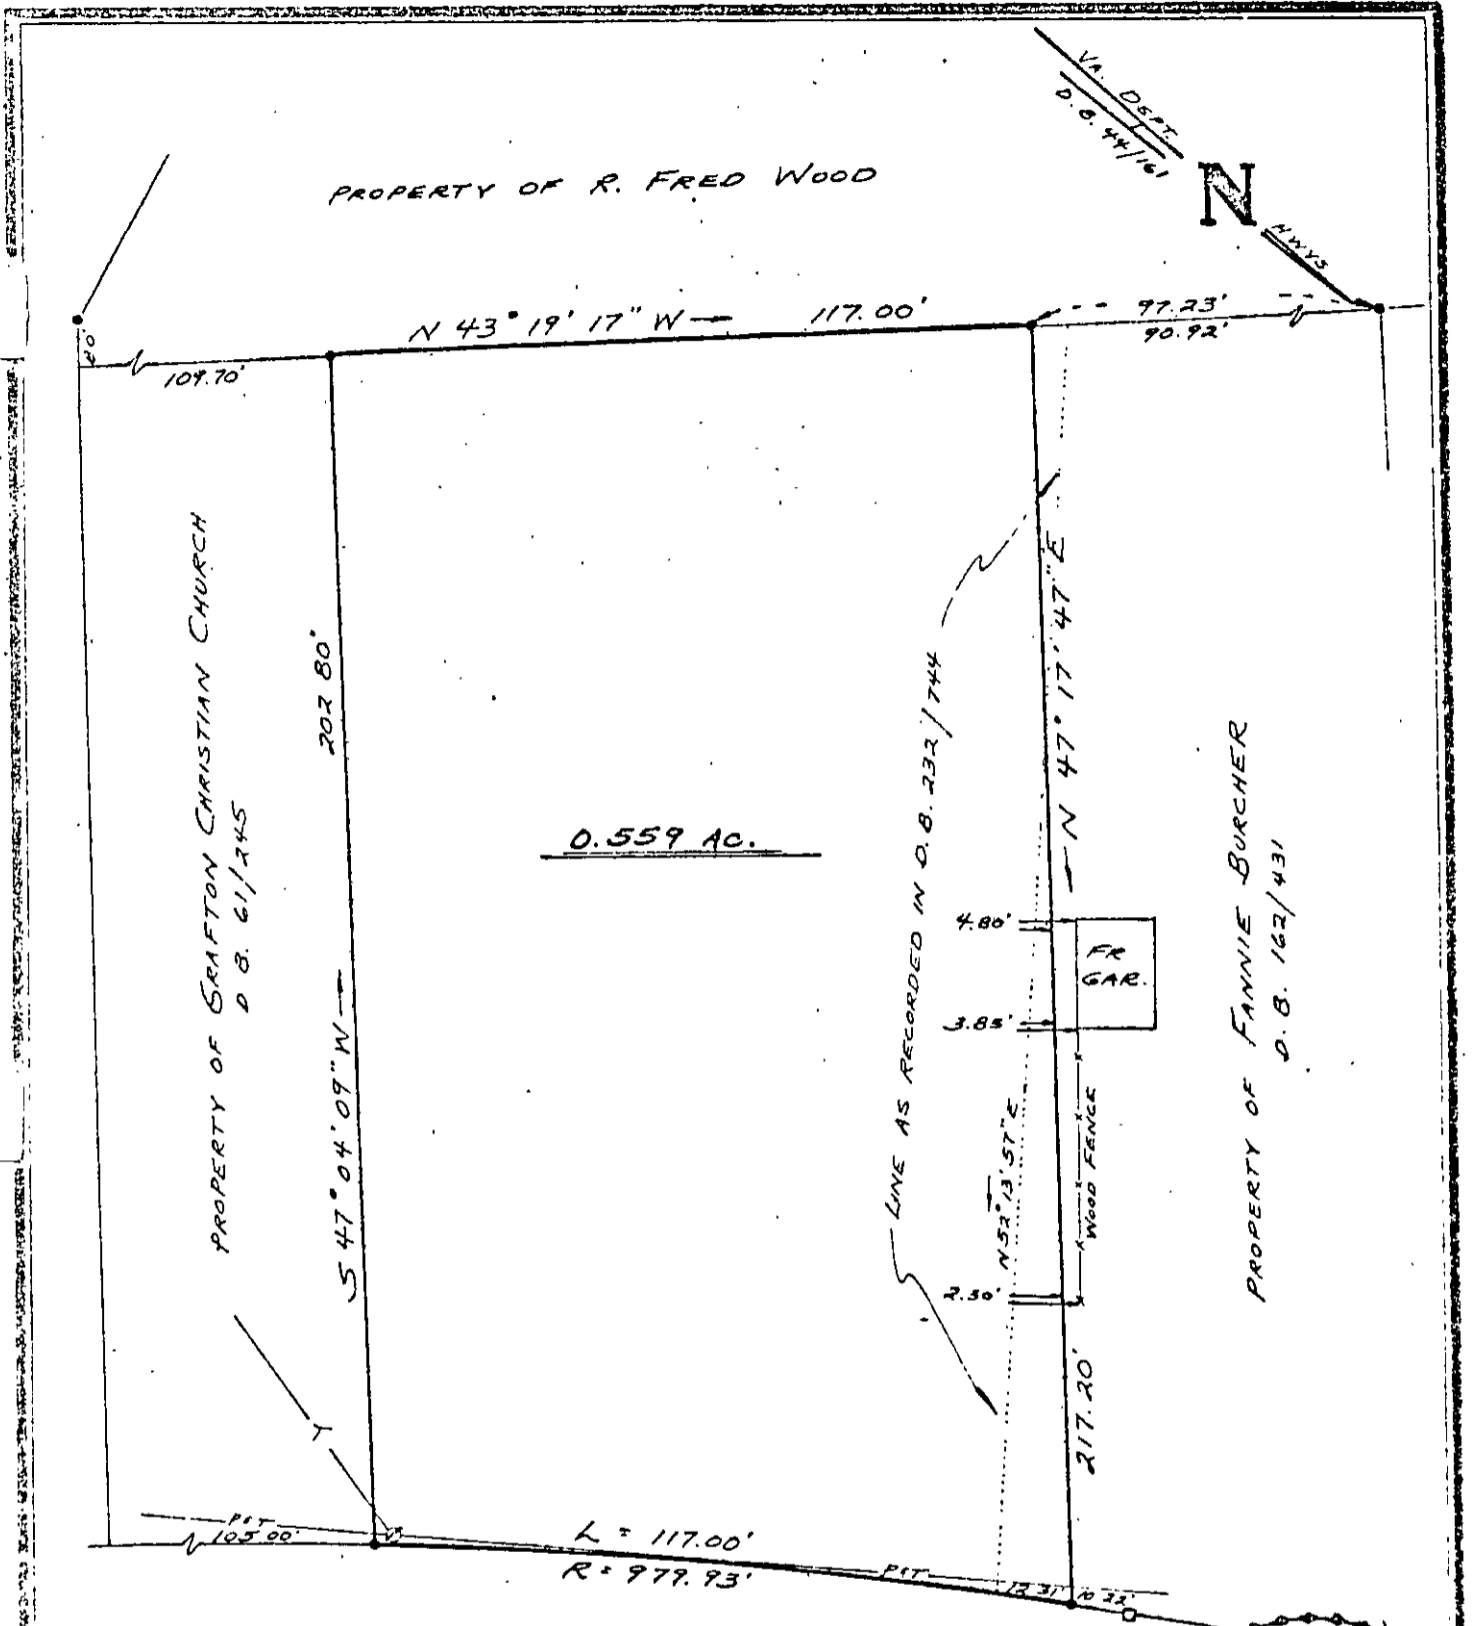 VA. DEPT.
D.B. 44/161
N
HWYS
PROPERTY OF R. FRED WOOD
N 43° 19' 17" W 117.00'
97.23'
90.92'
109.70'
PROPERTY OF GRAFTON CHRISTIAN CHURCH
D B. 61/245
202 80'
S 47° 04' 09" W
0.559 AC.
LINE AS RECORDED IN D.B. 232/744
N 47° 17' 47" E
217.20'
4.80'
FR
GAR.
3.85'
N 52° 13' 57" E
WOOD FENCE
2.50'
PROPERTY OF FANNIE BURCHER
D.B. 162/431
P&T
105.00'
L = 117.00'
R = 979.93'
P&T
12.31'
10 22'